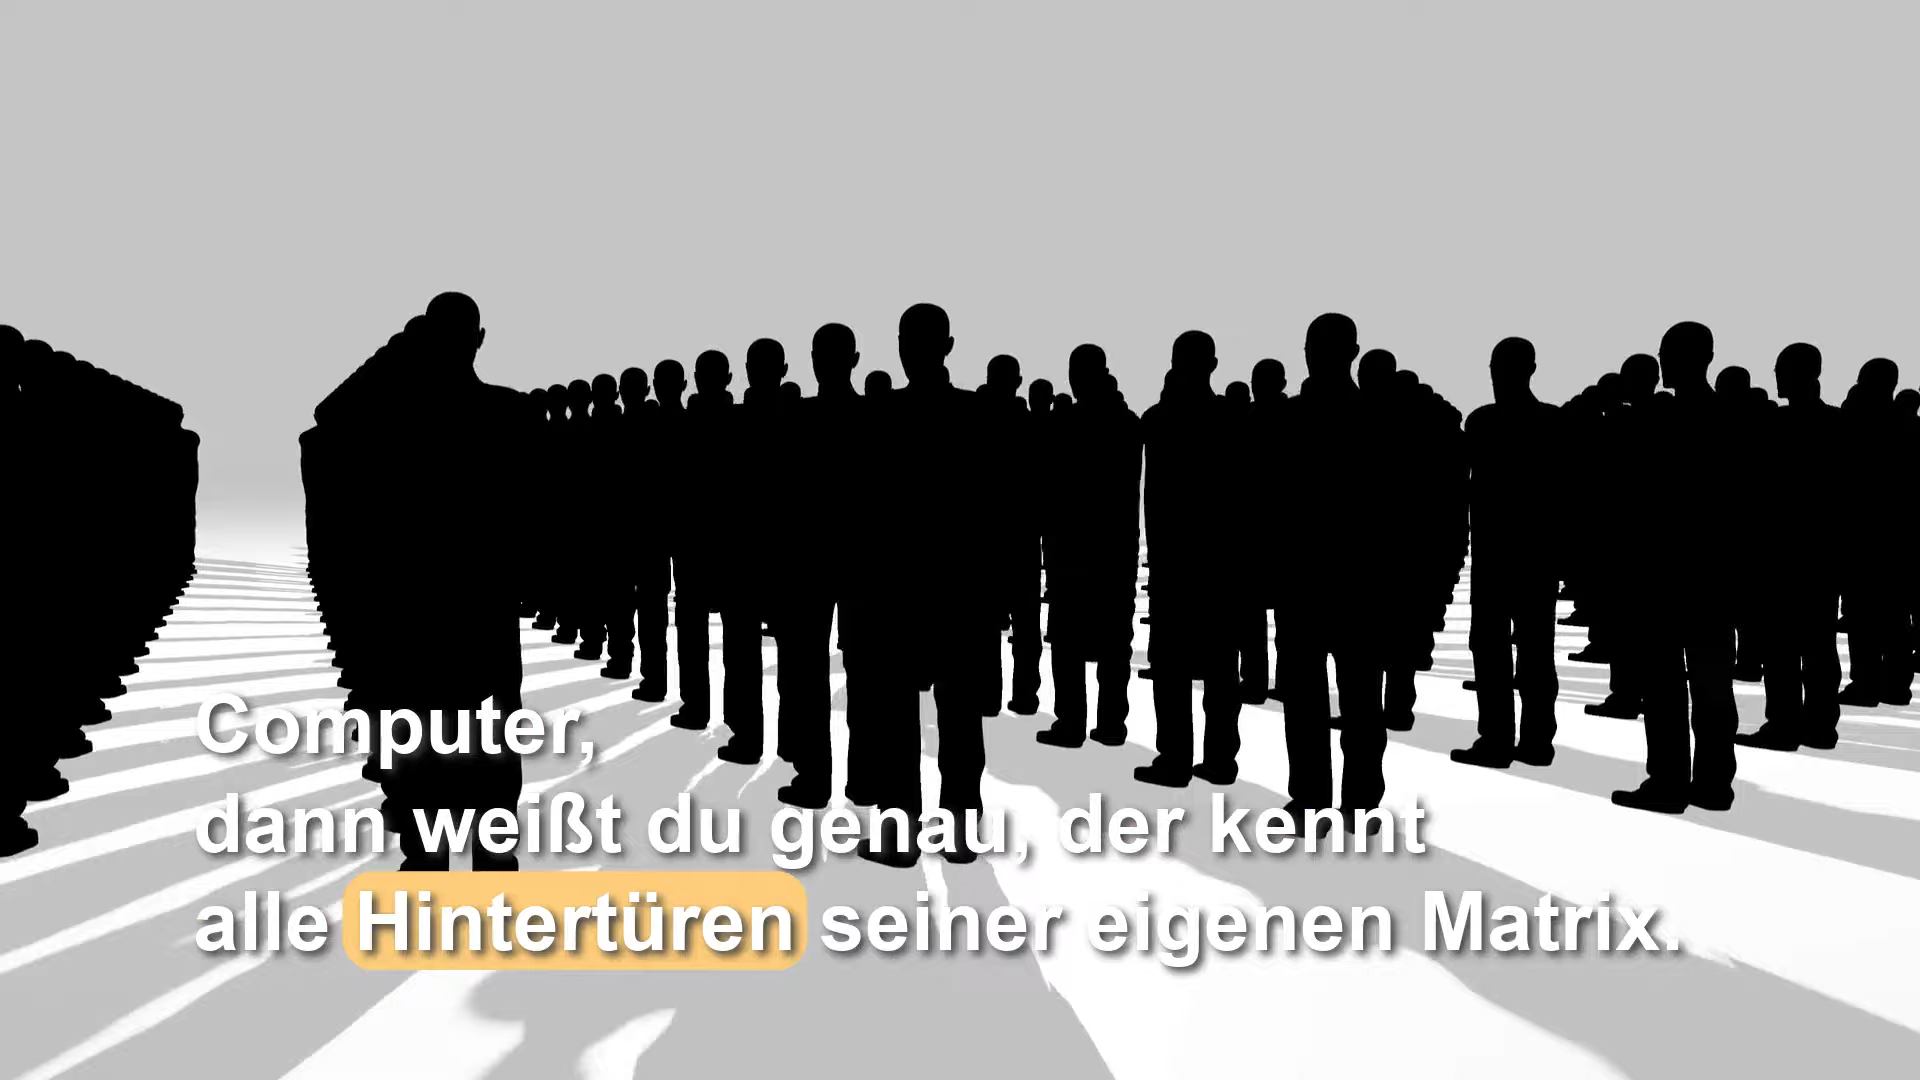 Computer,
dann weißt du genau, der kennt
alle Hintertüren seiner eigenen Matrix.